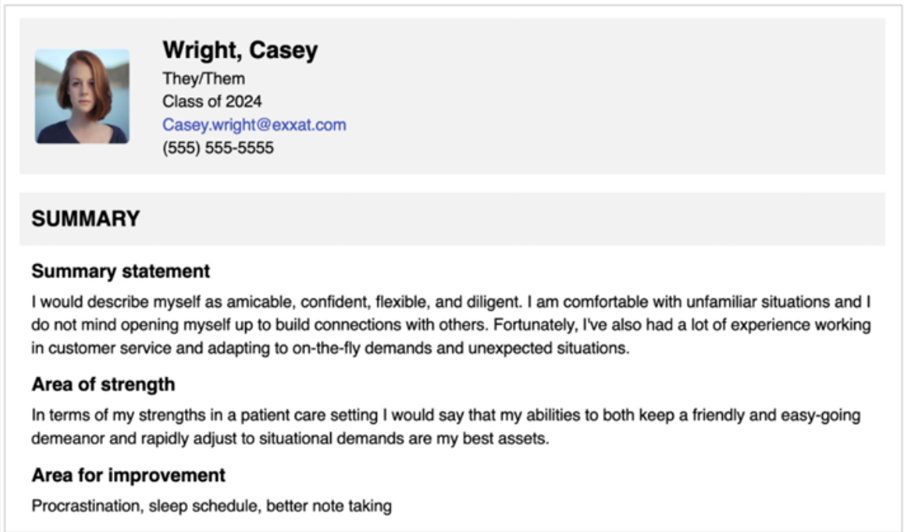 Wright, Casey
They/Them
Class of 2024
Casey.wright@exxat.com
(555) 555-5555
SUMMARY
Summary statement
I would describe myself as amicable, confident, flexible, and diligent. I am comfortable with unfamiliar situations and I
do not mind opening myself up to build connections with others. Fortunately, I've also had a lot of experience working
in customer service and adapting to on-the-fly demands and unexpected situations.
Area of strength
In terms of my strengths in a patient care setting I would say that my abilities to both keep a friendly and easy-going
demeanor and rapidly adjust to situational demands are my best assets.
Area for improvement
Procrastination, sleep schedule, better note taking